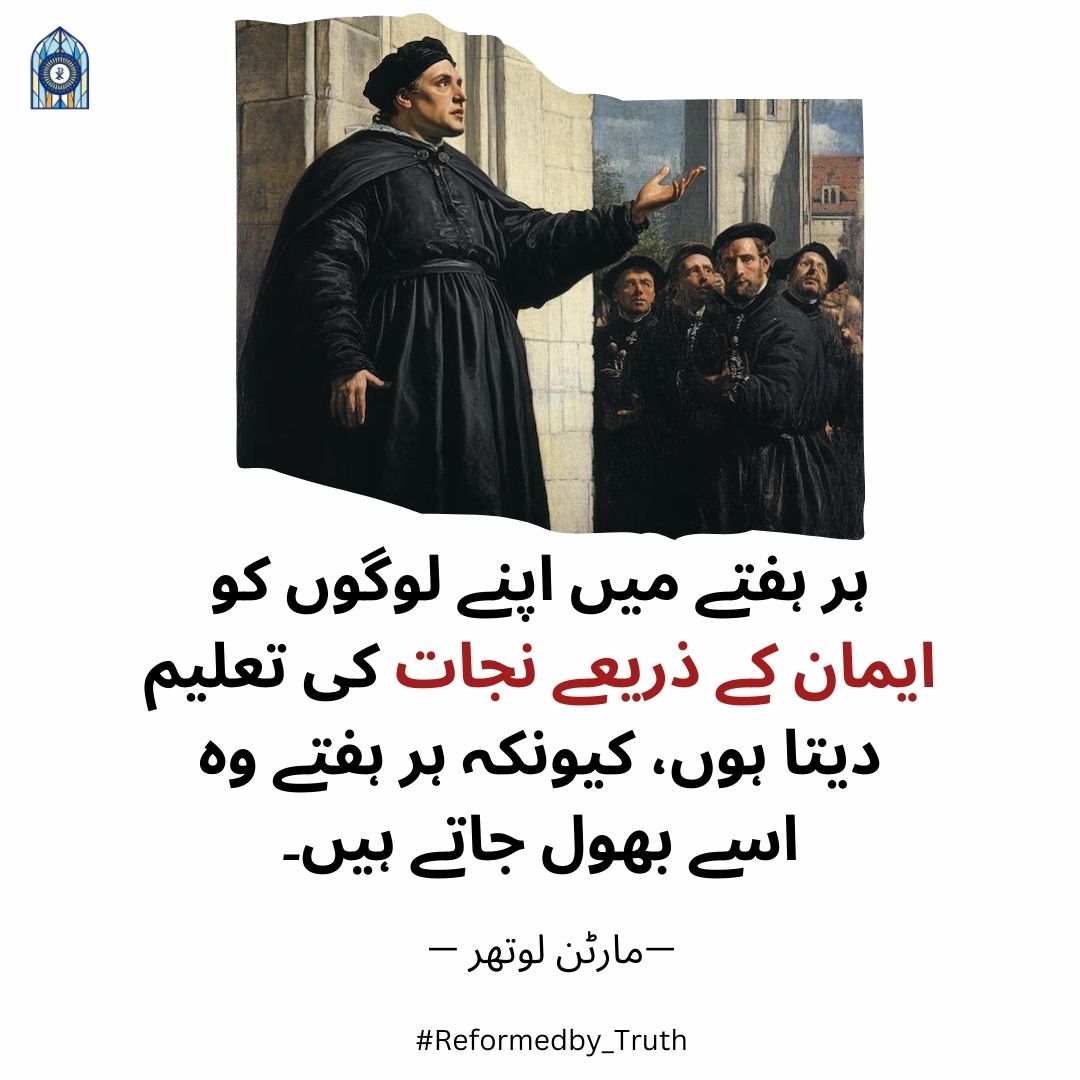 ہر ہفتے میں اپنے لوگوں کو
ایمان کے ذریعے نجات کی تعلیم
دیتا ہوں، کیونکہ ہر ہفتے وہ
اسے بھول جاتے ہیں۔
—مارٹن لوتھر —
#Reformedby_Truth